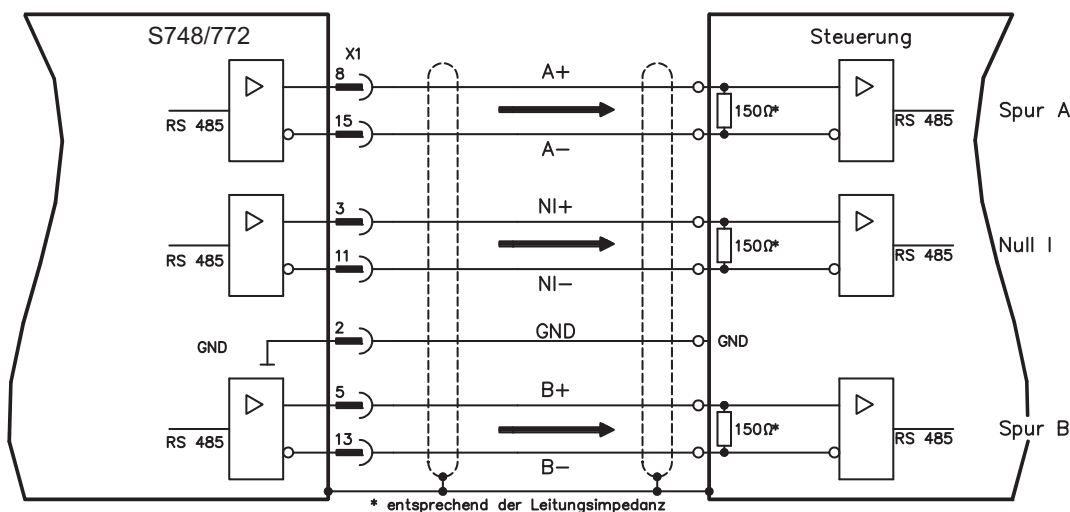 S748/772
Steuerung
X1
8
A+
RS 485
150Ω*
RS 485
Spur A
15
A-
3
NI+
RS 485
150Ω*
RS 485
Null I
11
NI-
2
GND
GND
GND
5
B+
RS 485
150Ω*
RS 485
Spur B
13
B-
* entsprechend der Leitungsimpedanz